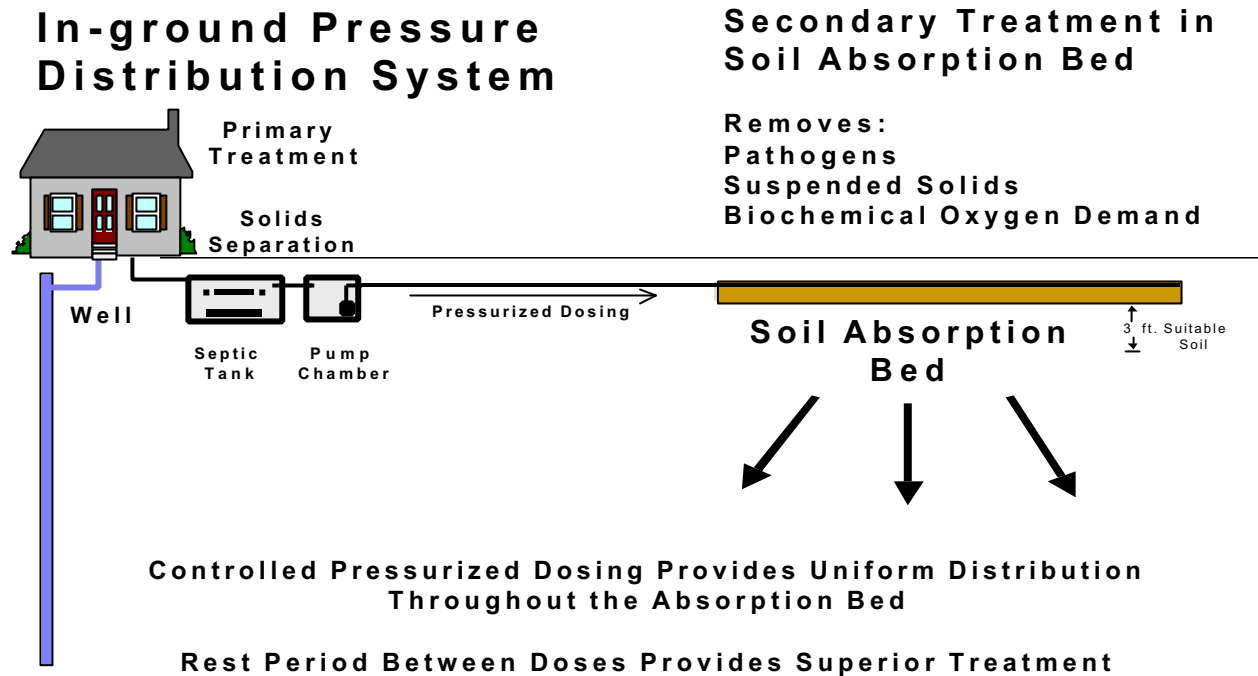 In-ground Pressure
Distribution System
Secondary Treatment in
Soil Absorption Bed
Removes:
Pathogens
Suspended Solids
Biochemical Oxygen Demand
Primary
Treatment
Solids
Separation
Well
Septic
Tank
Pump
Chamber
Pressurized Dosing
Soil Absorption
Bed
3 ft. Suitable
Soil
Controlled Pressurized Dosing Provides Uniform Distribution
Throughout the Absorption Bed
Rest Period Between Doses Provides Superior Treatment